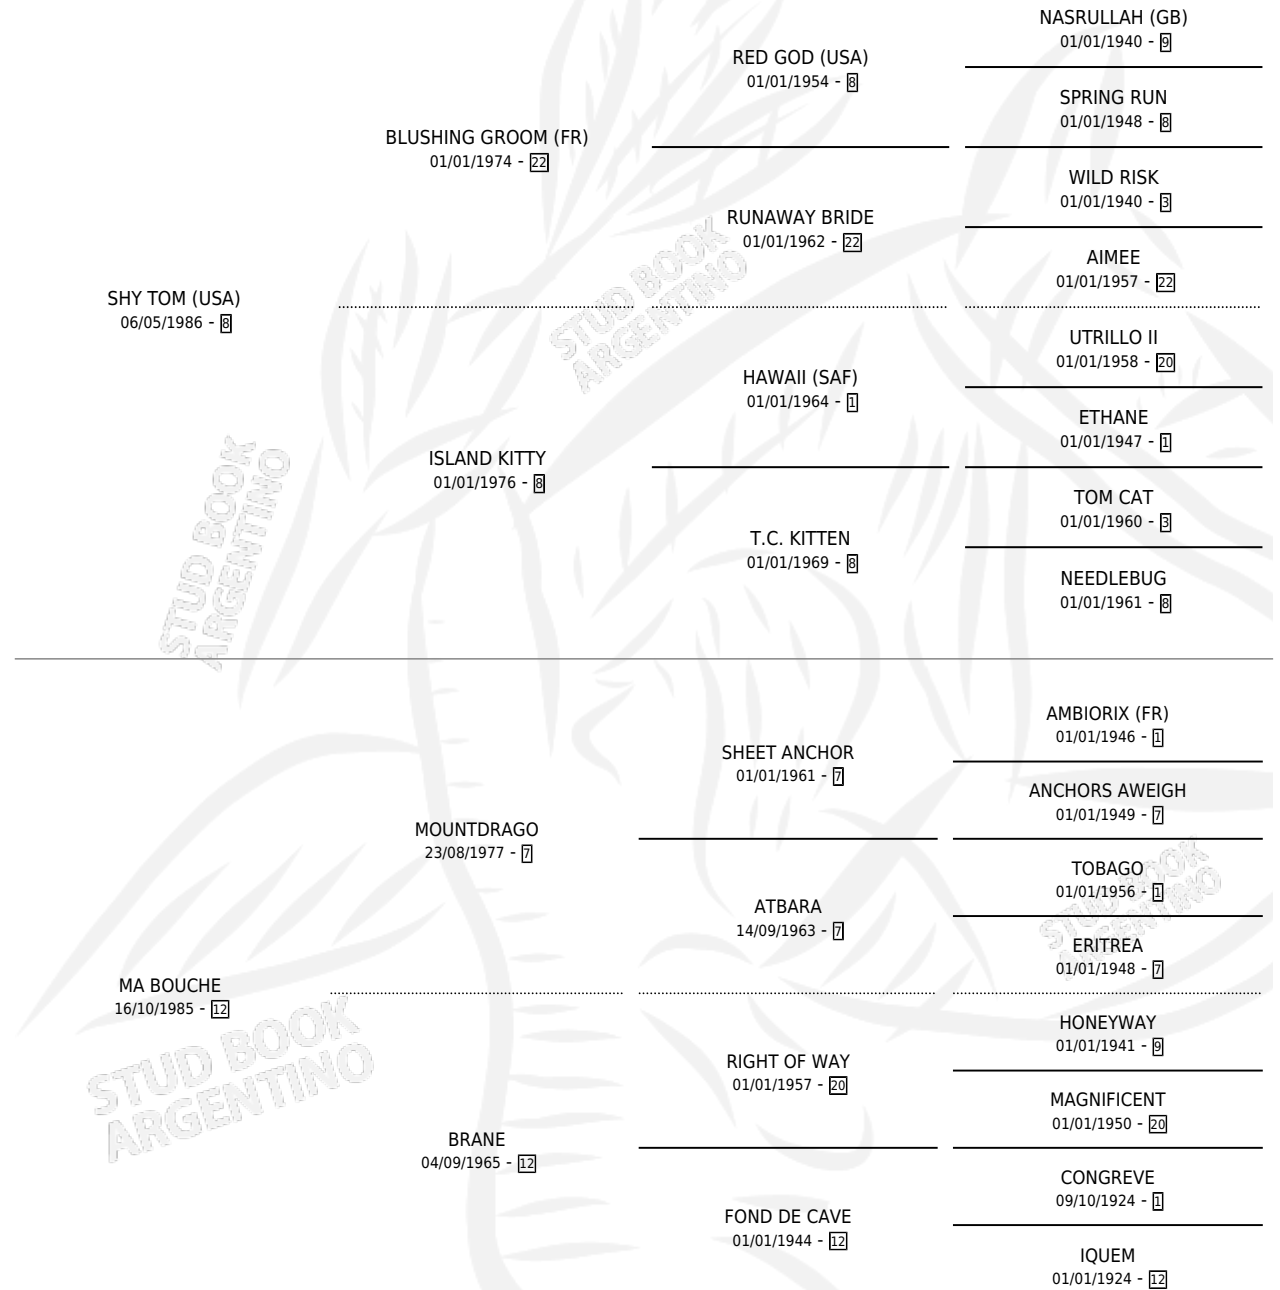 NASRULLAH (GB)
01/01/1940 - 9
RED GOD (USA)
01/01/1954 - 8
SPRING RUN
01/01/1948 - 8
BLUSHING GROOM (FR)
01/01/1974 - 22
WILD RISK
01/01/1940 - 3
RUNAWAY BRIDE
01/01/1962 - 22
AIMEE
01/01/1957 - 22
SHY TOM (USA)
06/05/1986 - 8
UTRILLO II
01/01/1958 - 20
HAWAII (SAF)
01/01/1964 - 1
ETHANE
01/01/1947 - 1
ISLAND KITTY
01/01/1976 - 8
TOM CAT
01/01/1960 - 3
T.C. KITTEN
01/01/1969 - 8
NEEDLEBUG
01/01/1961 - 8
AMBIORIX (FR)
01/01/1946 - 1
SHEET ANCHOR
01/01/1961 - 7
ANCHORS AWEIGH
01/01/1949 - 7
MOUNTDRAGO
23/08/1977 - 7
TOBAGO
01/01/1956 - 1
ATBARA
14/09/1963 - 7
ERITREA
01/01/1948 - 7
MA BOUCHE
16/10/1985 - 12
HONEYWAY
01/01/1941 - 9
RIGHT OF WAY
01/01/1957 - 20
MAGNIFICENT
01/01/1950 - 20
BRANE
04/09/1965 - 12
CONGREVE
09/10/1924 - 1
FOND DE CAVE
01/01/1944 - 12
IQUEM
01/01/1924 - 12
STUD BOOK
ARGENTINO
STUD BOOK
ARGENTINO
STUD BOOK
ARGENTINO
STUD BOOK
ARGENTINO